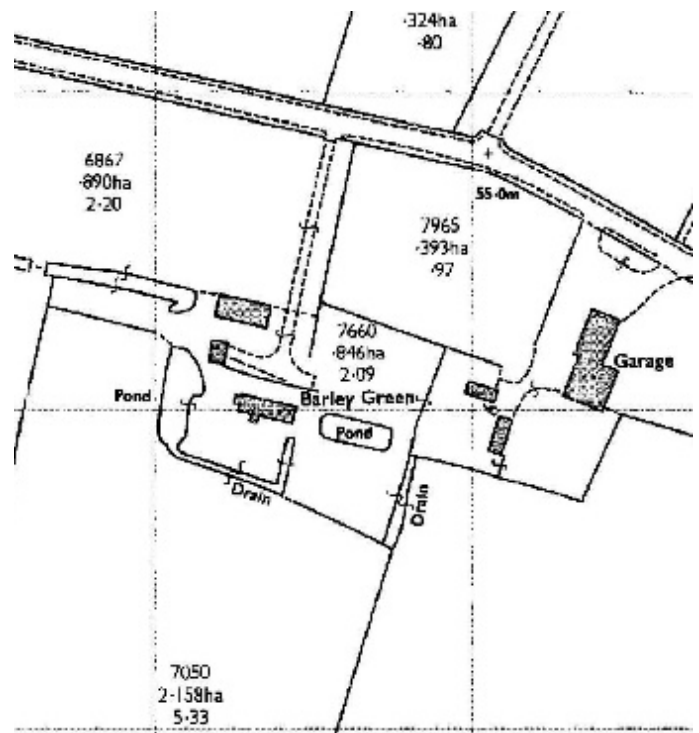 ·324ha
·80
6867
·890ha
2·20
55·0m
7965
·393ha
·97
7660
·846ha
2·09
Garage
Pond
Barley Green
Pond
Drain
Drain
7050
2·158ha
5·33